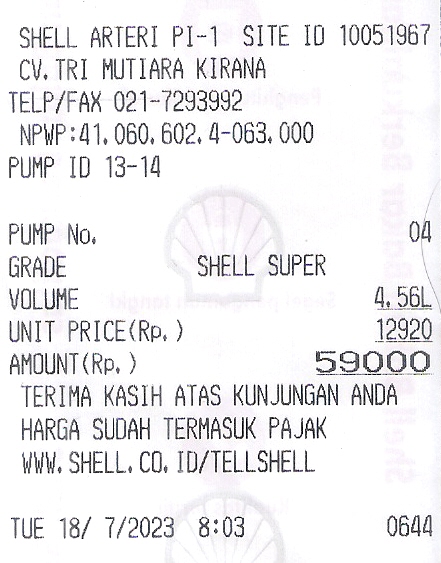 SHELL ARTERI PI-1 SITE ID 10051967
CV.TRI MUTIARA KIRANA
TELP/FAX 021-7293992
NPWP:41.060.602.4-063.000
PUMP ID 13-14
PUMP No. 04
GRADE SHELL SUPER
VOLUME 4.56L
UNIT PRICE(Rp.) 12920
AMOUNT(Rp.) 59000
TERIMA KASIH ATAS KUNJUNGAN ANDA
HARGA SUDAH TERMASUK PAJAK
WWW.SHELL.CO.ID/TELLSHELL
TUE 18/ 7/2023 8:03 0644